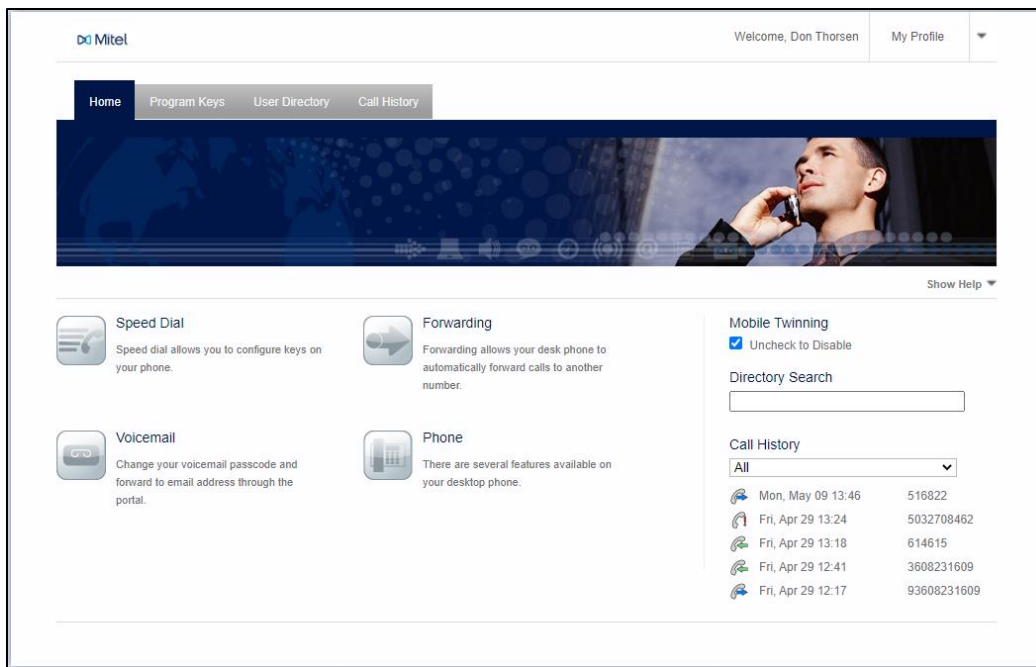 Mitel
Welcome, Don Thorsen
My Profile
Home
Program Keys
User Directory
Call History
Show Help
Speed Dial
Speed dial allows you to configure keys on
your phone.
Forwarding
Forwarding allows your desk phone to
automatically forward calls to another
number.
Voicemail
Change your voicemail passcode and
forward to email address through the
portal.
Phone
There are several features available on
your desktop phone.
Mobile Twinning
Uncheck to Disable
Directory Search
Call History
All
Mon, May 09 13:46 516822
Fri, Apr 29 13:24 5032708462
Fri, Apr 29 13:18 614615
Fri, Apr 29 12:41 3608231609
Fri, Apr 29 12:17 93608231609